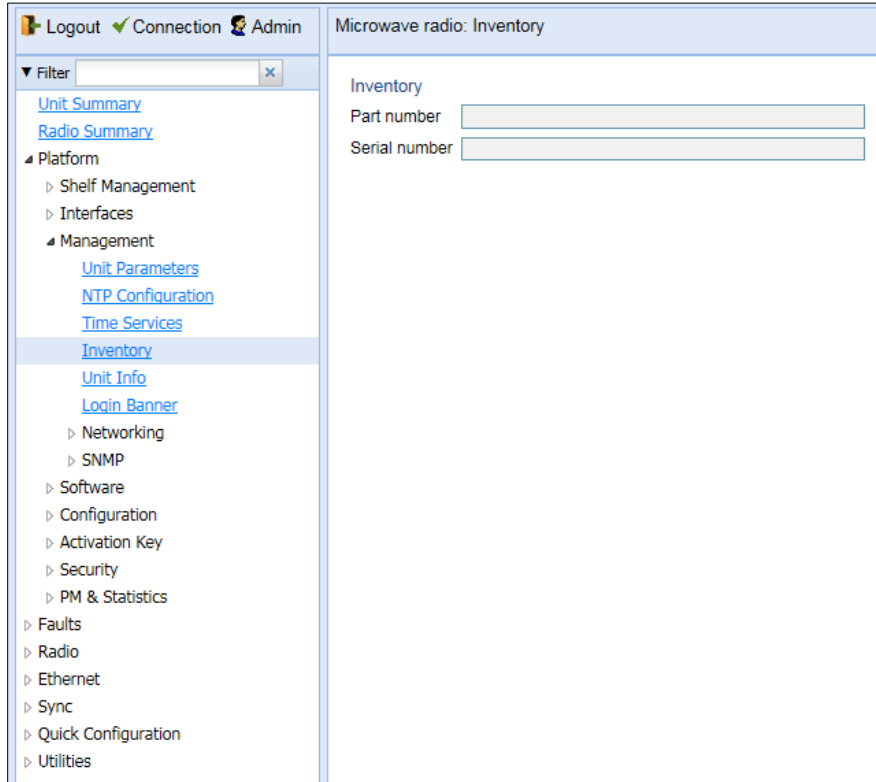 Logout Connection Admin
Filter
Unit Summary
Radio Summary
Platform
Shelf Management
Interfaces
Management
Unit Parameters
NTP Configuration
Time Services
Inventory
Unit Info
Login Banner
Networking
SNMP
Software
Configuration
Activation Key
Security
PM & Statistics
Faults
Radio
Ethernet
Sync
Quick Configuration
Utilities
Microwave radio: Inventory
Inventory
Part number
Serial number